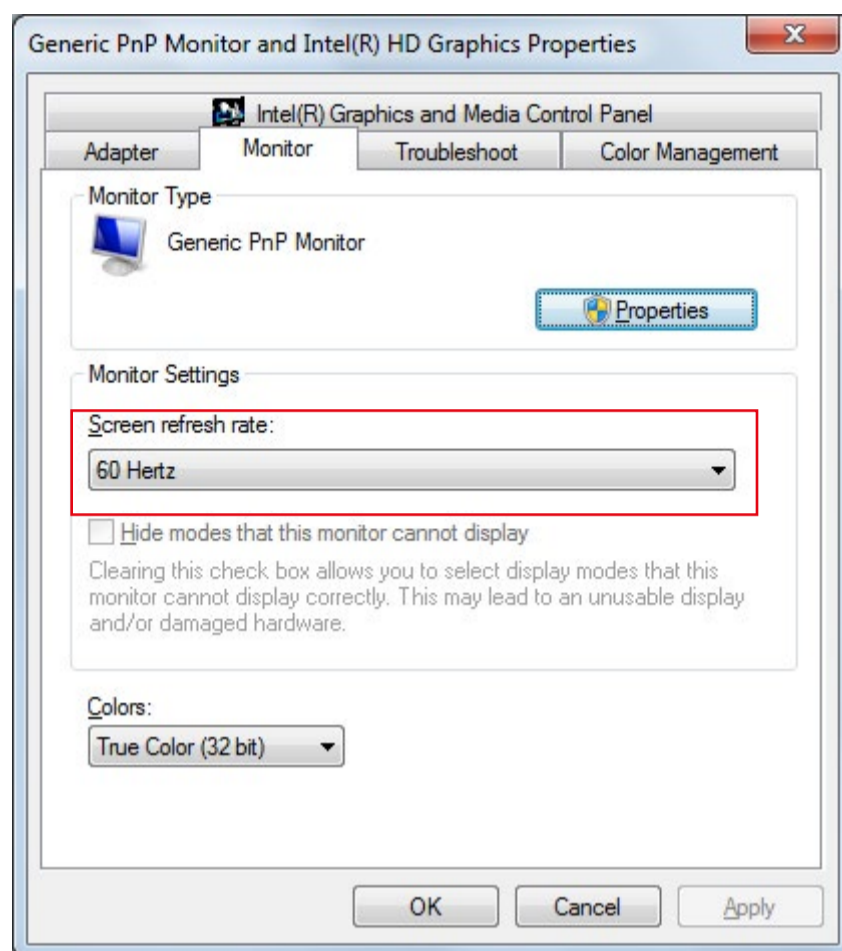 Generic PnP Monitor and Intel(R) HD Graphics Properties
Intel(R) Graphics and Media Control Panel
Adapter
Monitor
Troubleshoot
Color Management
Monitor Type
Generic PnP Monitor
Properties
Monitor Settings
Screen refresh rate:
60 Hertz
Hide modes that this monitor cannot display
Clearing this check box allows you to select display modes that this
monitor cannot display correctly. This may lead to an unusable display
and/or damaged hardware.
Colors:
True Color (32 bit)
OK
Cancel
Apply